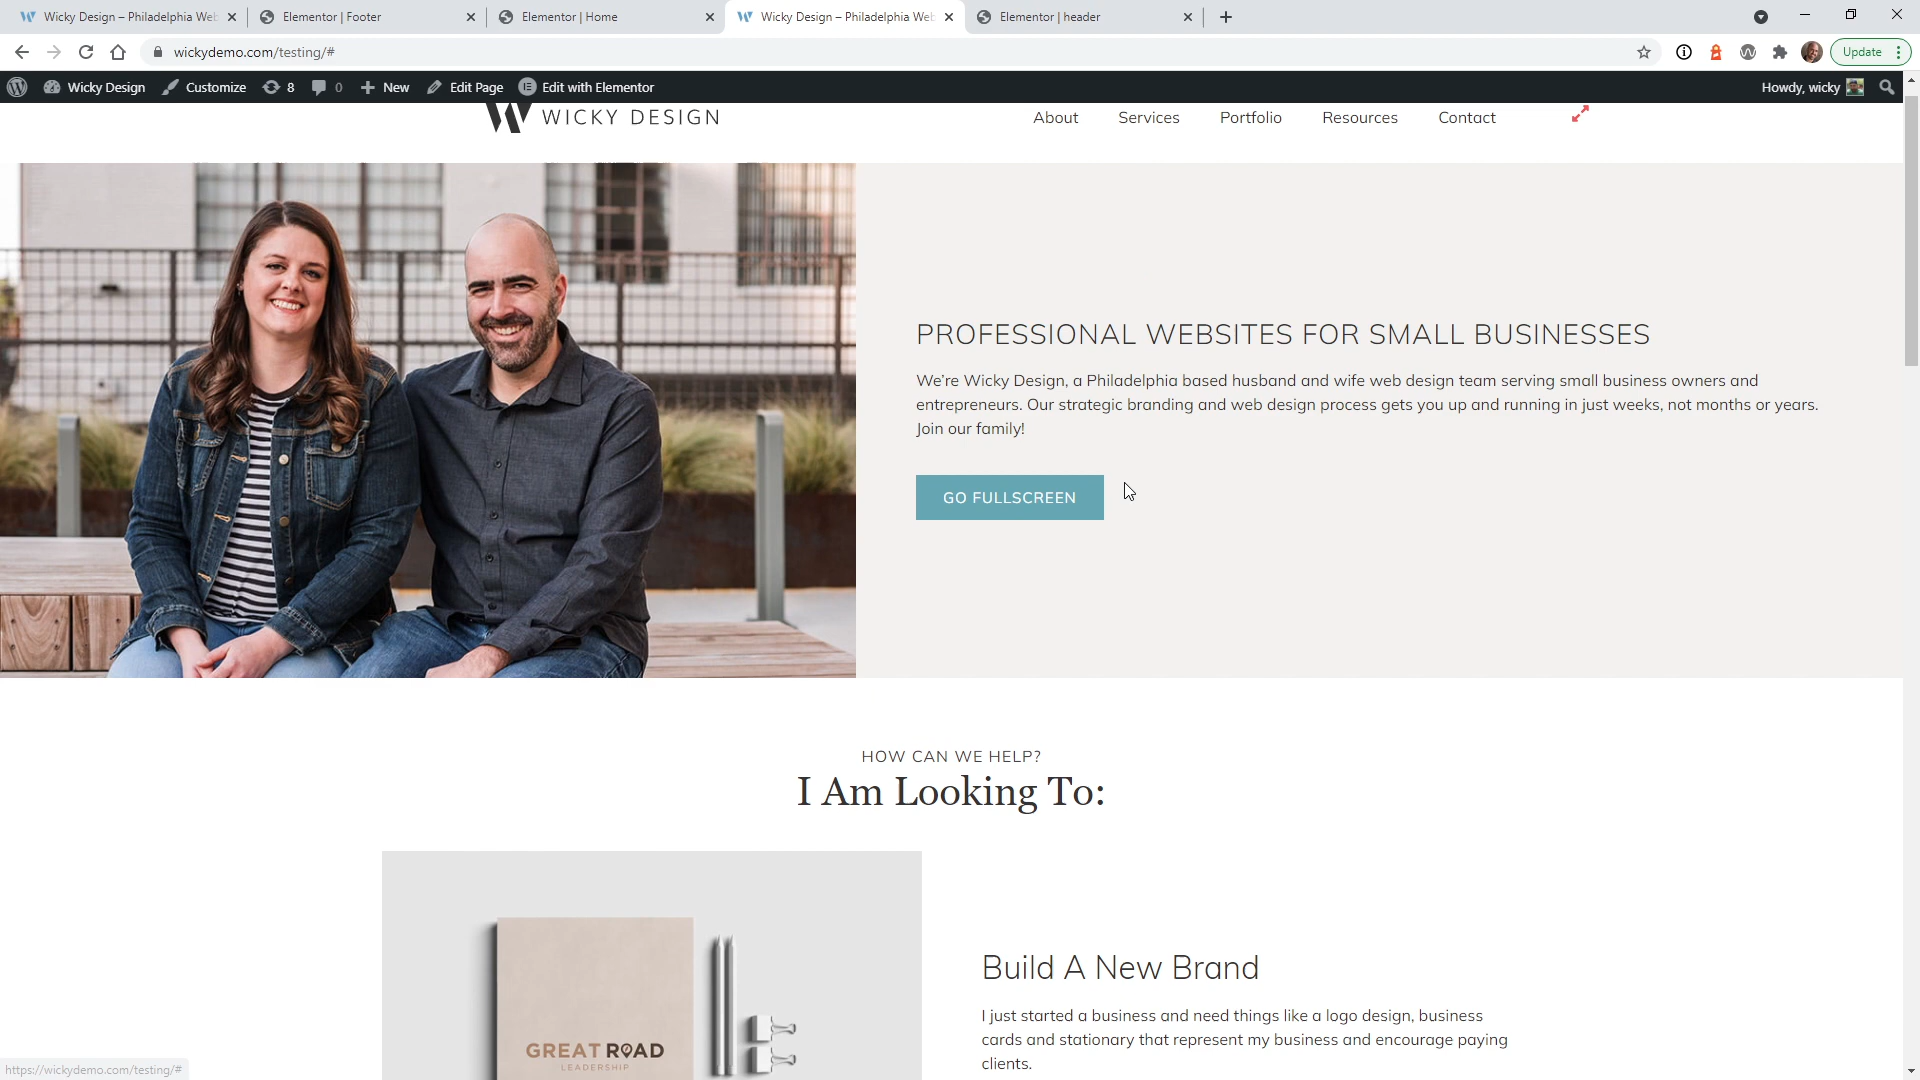 Wicky Design – Philadelphia Web
Elementor | Footer
Elementor | Home
Wicky Design – Philadelphia Web
Elementor | header
wickydemo.com/testing/#
Update
Wicky Design
Customize
8
0
New
Edit Page
Edit with Elementor
Howdy, wicky
WICKY DESIGN
About
Services
Portfolio
Resources
Contact
PROFESSIONAL WEBSITES FOR SMALL BUSINESSES
We're Wicky Design, a Philadelphia based husband and wife web design team serving small business owners and
entrepreneurs. Our strategic branding and web design process gets you up and running in just weeks, not months or years.
Join our family!
GO FULLSCREEN
HOW CAN WE HELP?
I Am Looking To:
GREAT ROAD
LEADERSHIP
Build A New Brand
I just started a business and need things like a logo design, business
cards and stationary that represent my business and encourage paying
clients.
https://wickydemo.com/testing/#